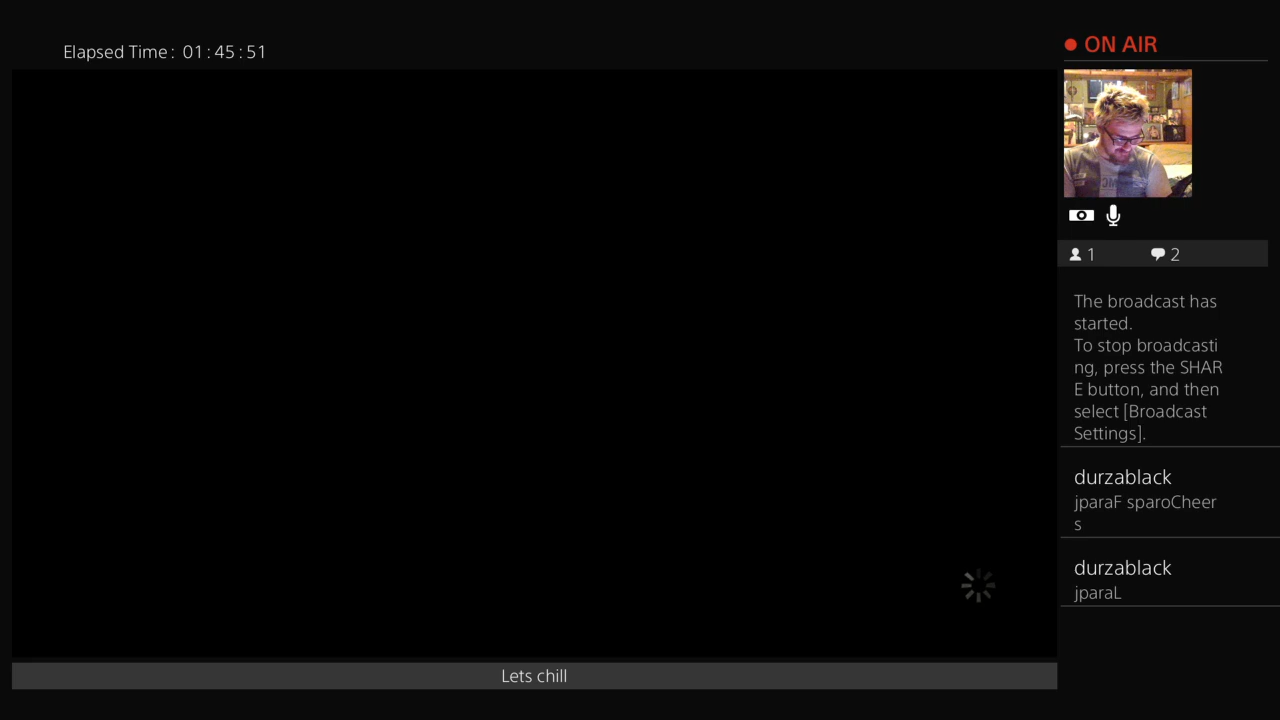 Elapsed Time: 01:45:51
ON AIR
1
2
The broadcast has
started.
To stop broadcasti
ng, press the SHAR
E button, and then
select [Broadcast
Settings].
durzablack
jparaF sparoCheer
s
durzablack
jparaL
Lets chill